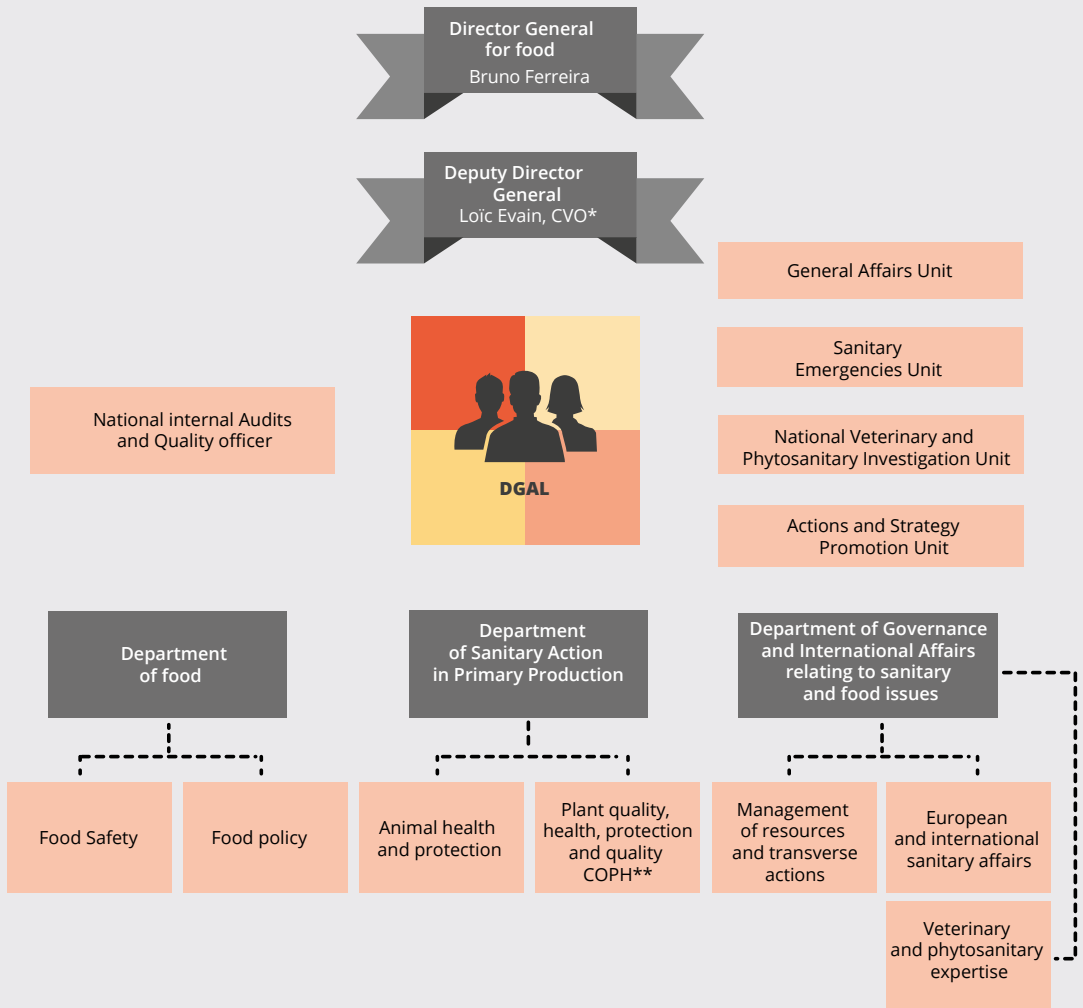 Director General
for food
Bruno Ferreira
Deputy Director
General
Loïc Evain, CVO*
General Affairs Unit
Sanitary
Emergencies Unit
National internal Audits
and Quality officer
National Veterinary and
Phytosanitary Investigation Unit
DGAL
Actions and Strategy
Promotion Unit
Department
of food
Department
of Sanitary Action
in Primary Production
Department of Governance
and International Affairs
relating to sanitary
and food issues
Food Safety
Food policy
Animal health
and protection
Plant quality,
health, protection
and quality
COPH**
Management
of resources
and transverse
actions
European
and international
sanitary affairs
Veterinary
and phytosanitary
expertise